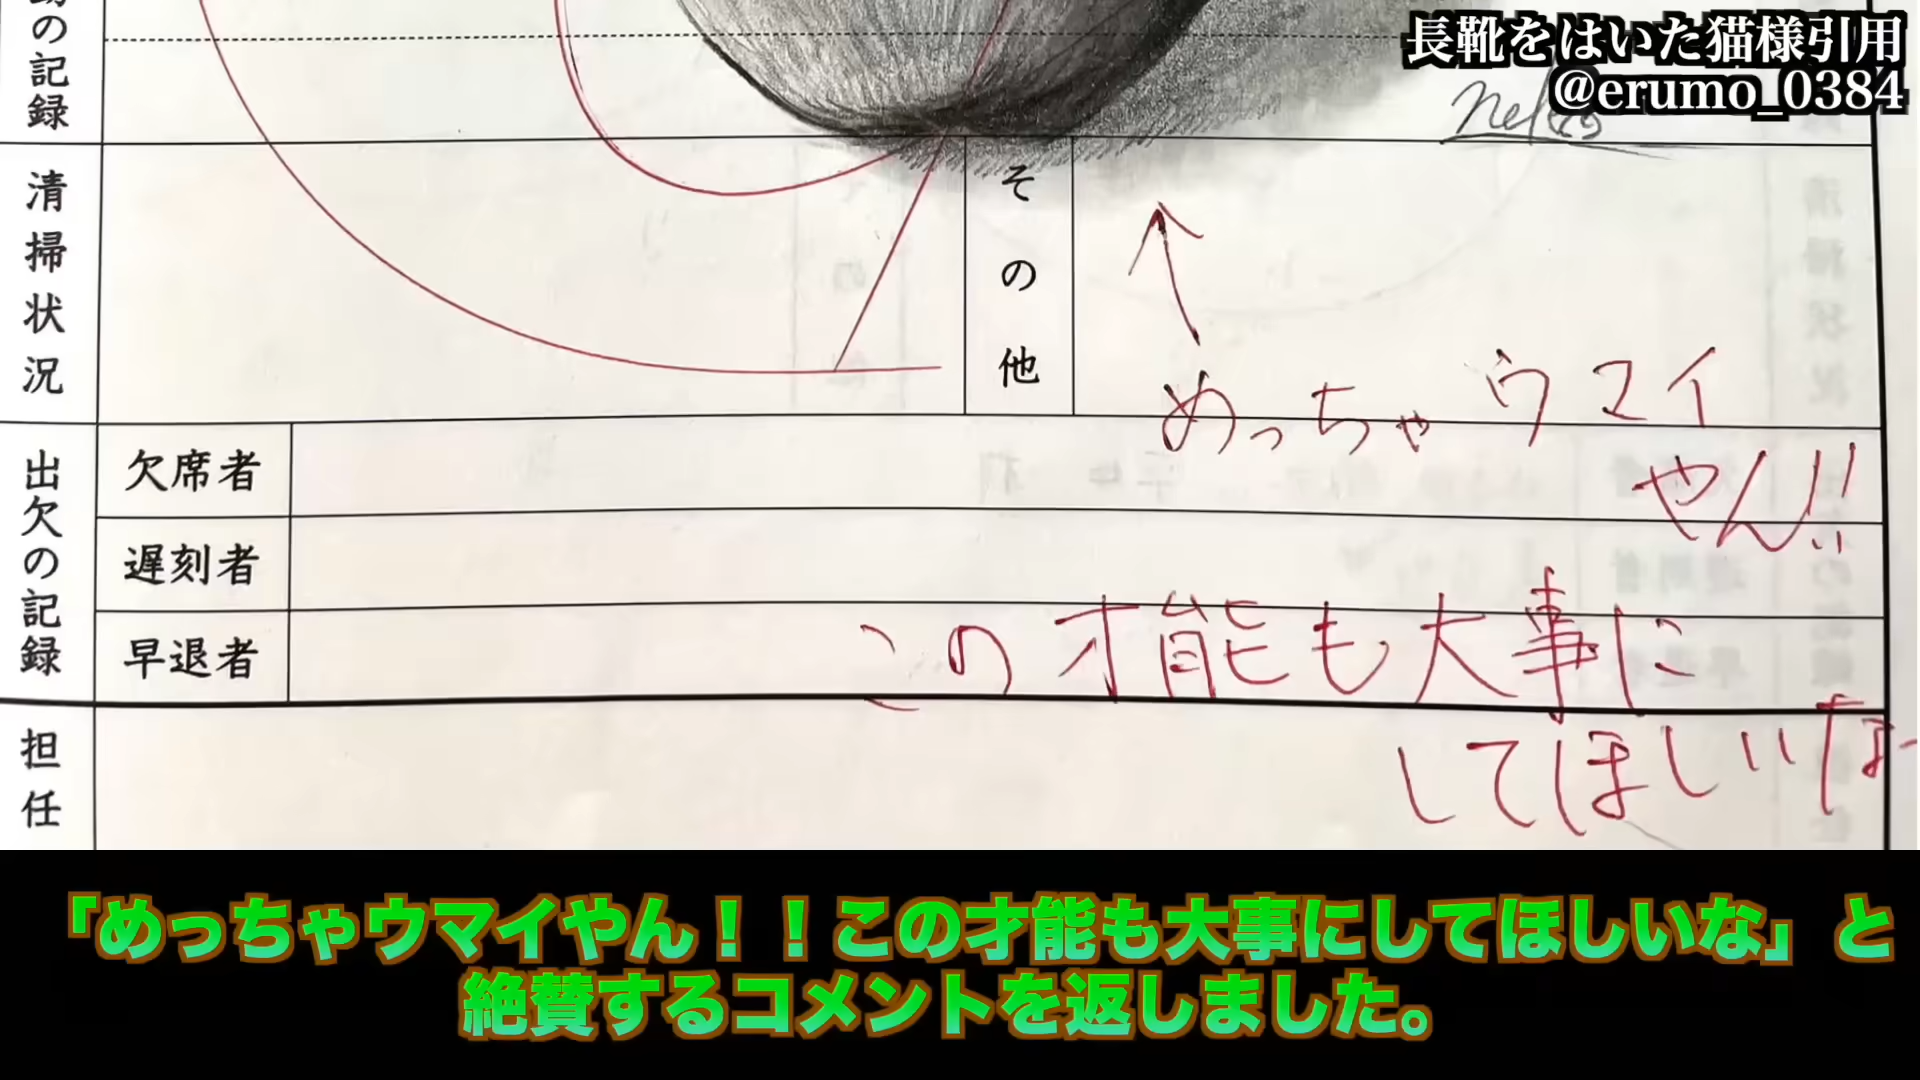 長靴をはいた猫様引用
@erumo_0384
の記録
清掃状況
その他
めっちゃウマイ
やん!!
出欠の記録
欠席者
遅刻者
早退者
この才能も大事に
してほしいな
担任
「めっちゃウマイやん！！この才能も大事にしてほしいな」と
絶賛するコメントを返しました。